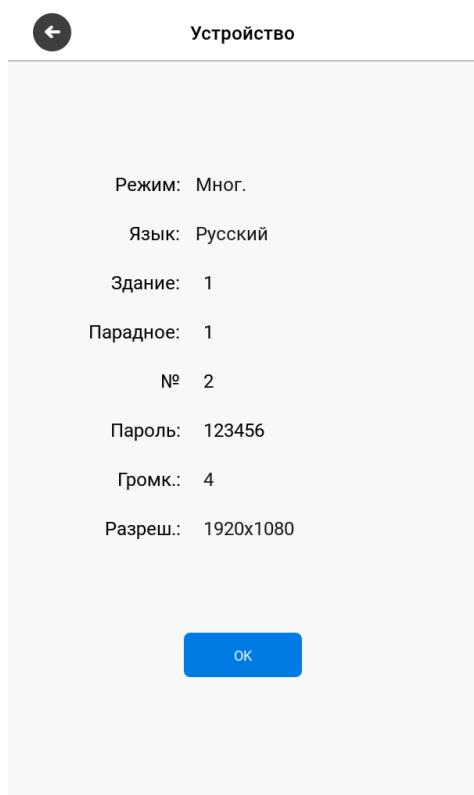 Устройство
Режим: Мног.
Язык: Русский
Здание: 1
Парадное: 1
№ 2
Пароль: 123456
Громк.: 4
Разреш.: 1920x1080
OK